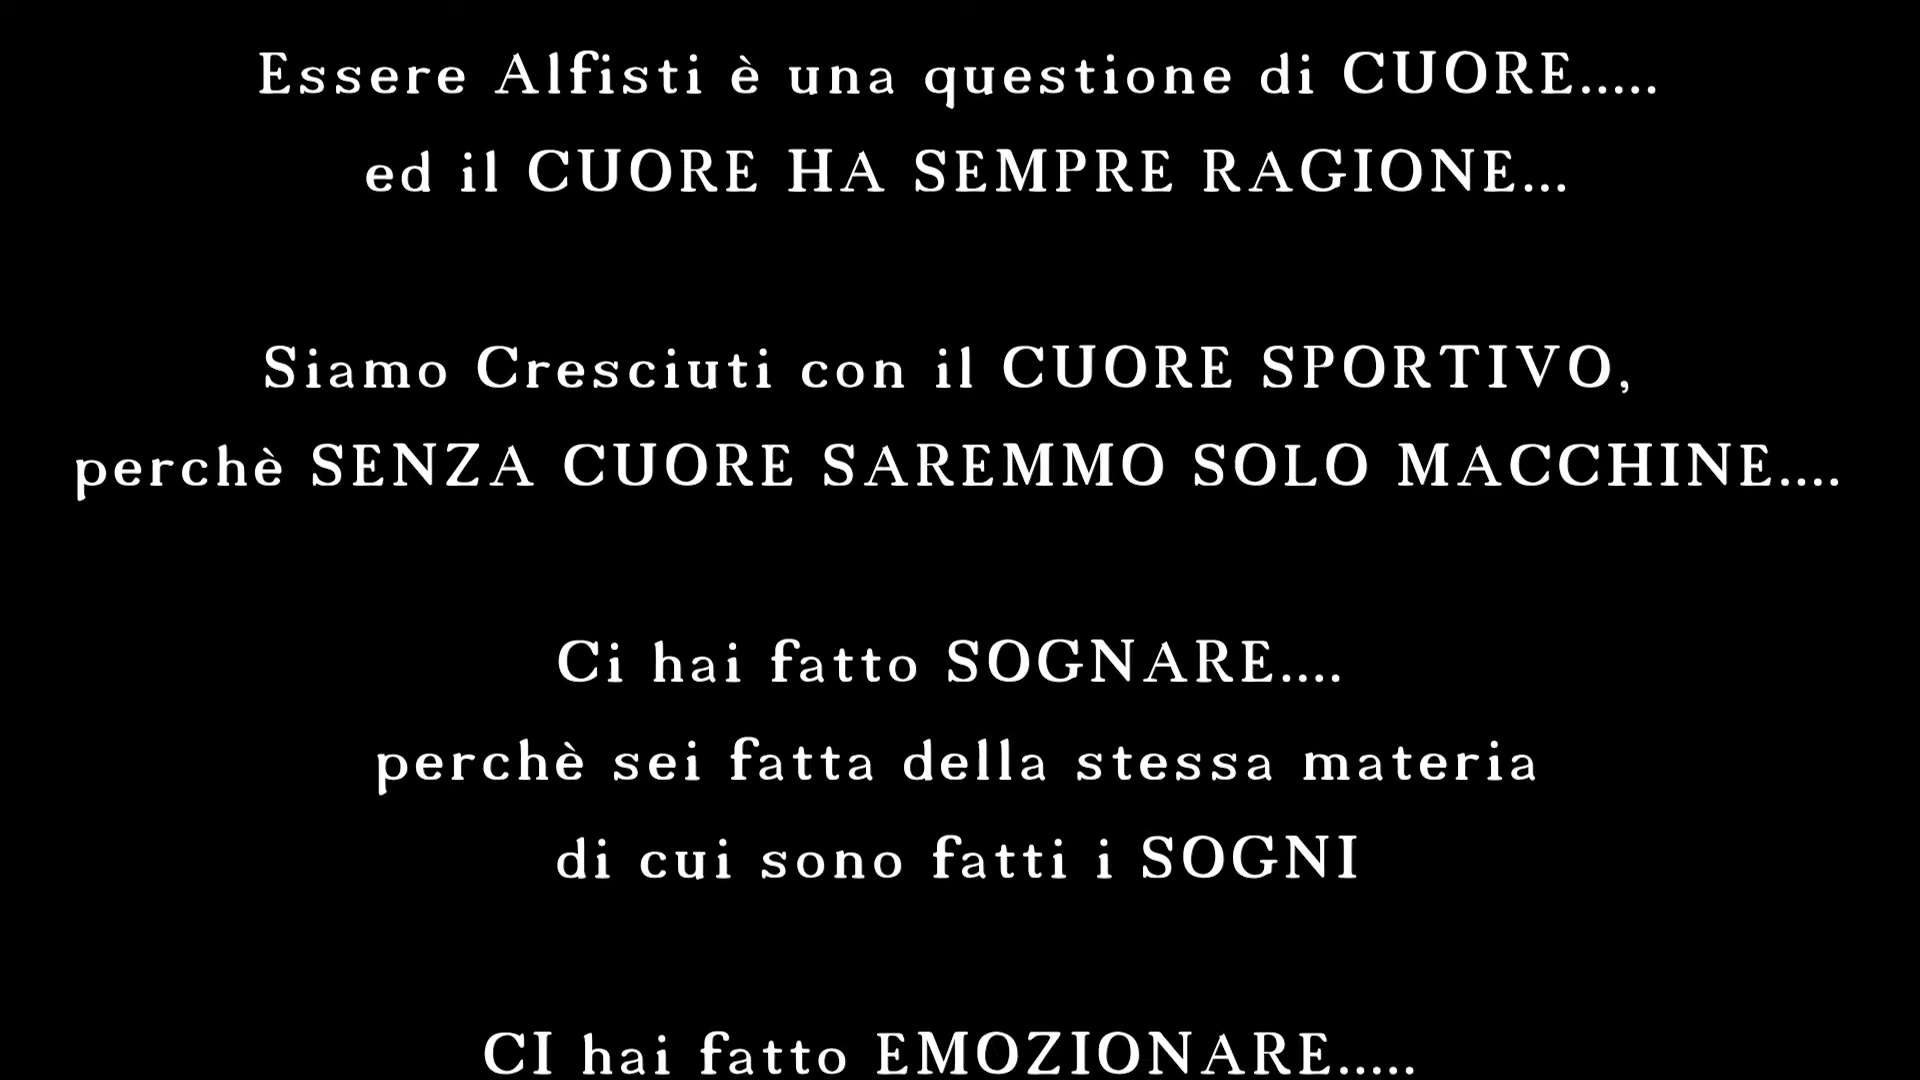 Essere Alfisti è una questione di CUORE.....
ed il CUORE HA SEMPRE RAGIONE...
Siamo Cresciuti con il CUORE SPORTIVO,
perchè SENZA CUORE SAREMMO SOLO MACCHINE....
Ci hai fatto SOGNARE....
perchè sei fatta della stessa materia
di cui sono fatti i SOGNI
CI hai fatto EMOZIONARE.....